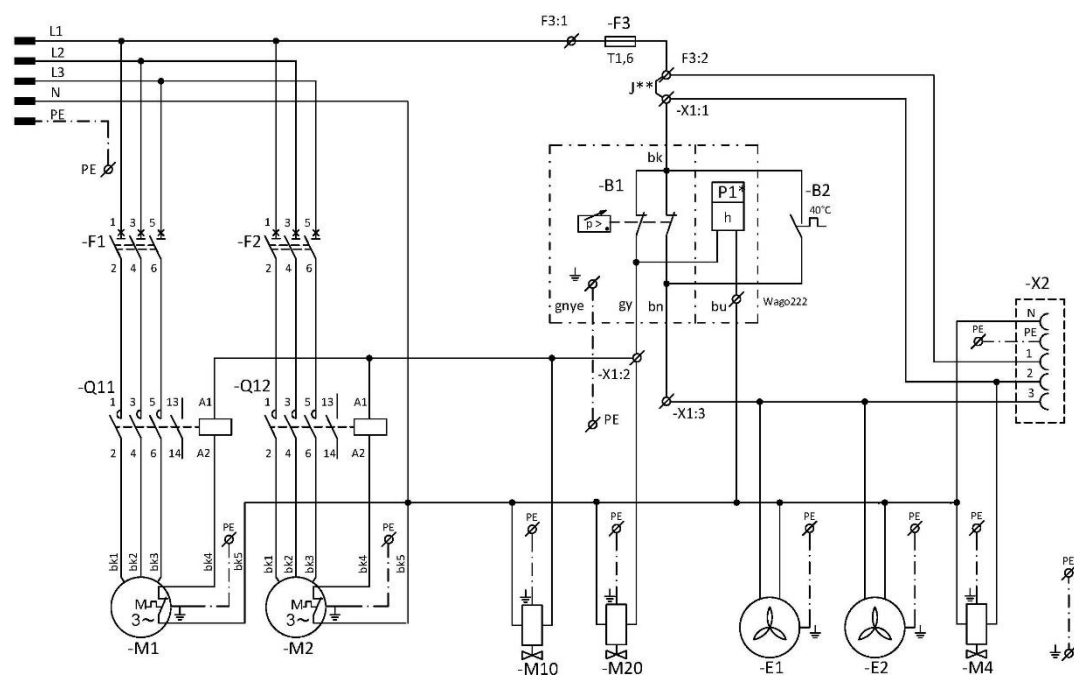 L1
L2
L3
N
PE
PE
F3:1
-F3
T1,6
F3:2
J**
-X1:1
bk
-B1
P1*
h
-B2
40°C
p >
-F1
1 3 5
2 4 6
-F2
1 3 5
2 4 6
gnye
gy
bn
bu
Wago222
-X2
N
PE
PE
1
2
3
-X1:2
-X1:3
PE
-Q11
1 3 5 13 A1
2 4 6 14 A2
-Q12
1 3 5 13 A1
2 4 6 14 A2
bk1
bk2
bk3
bk4
PE
bk5
bk1
bk2
bk3
bk4
PE
bk5
PE
PE
PE
PE
PE
PE
M
3~
M
3~
-M1
-M2
-M10
-M20
-E1
-E2
-M4